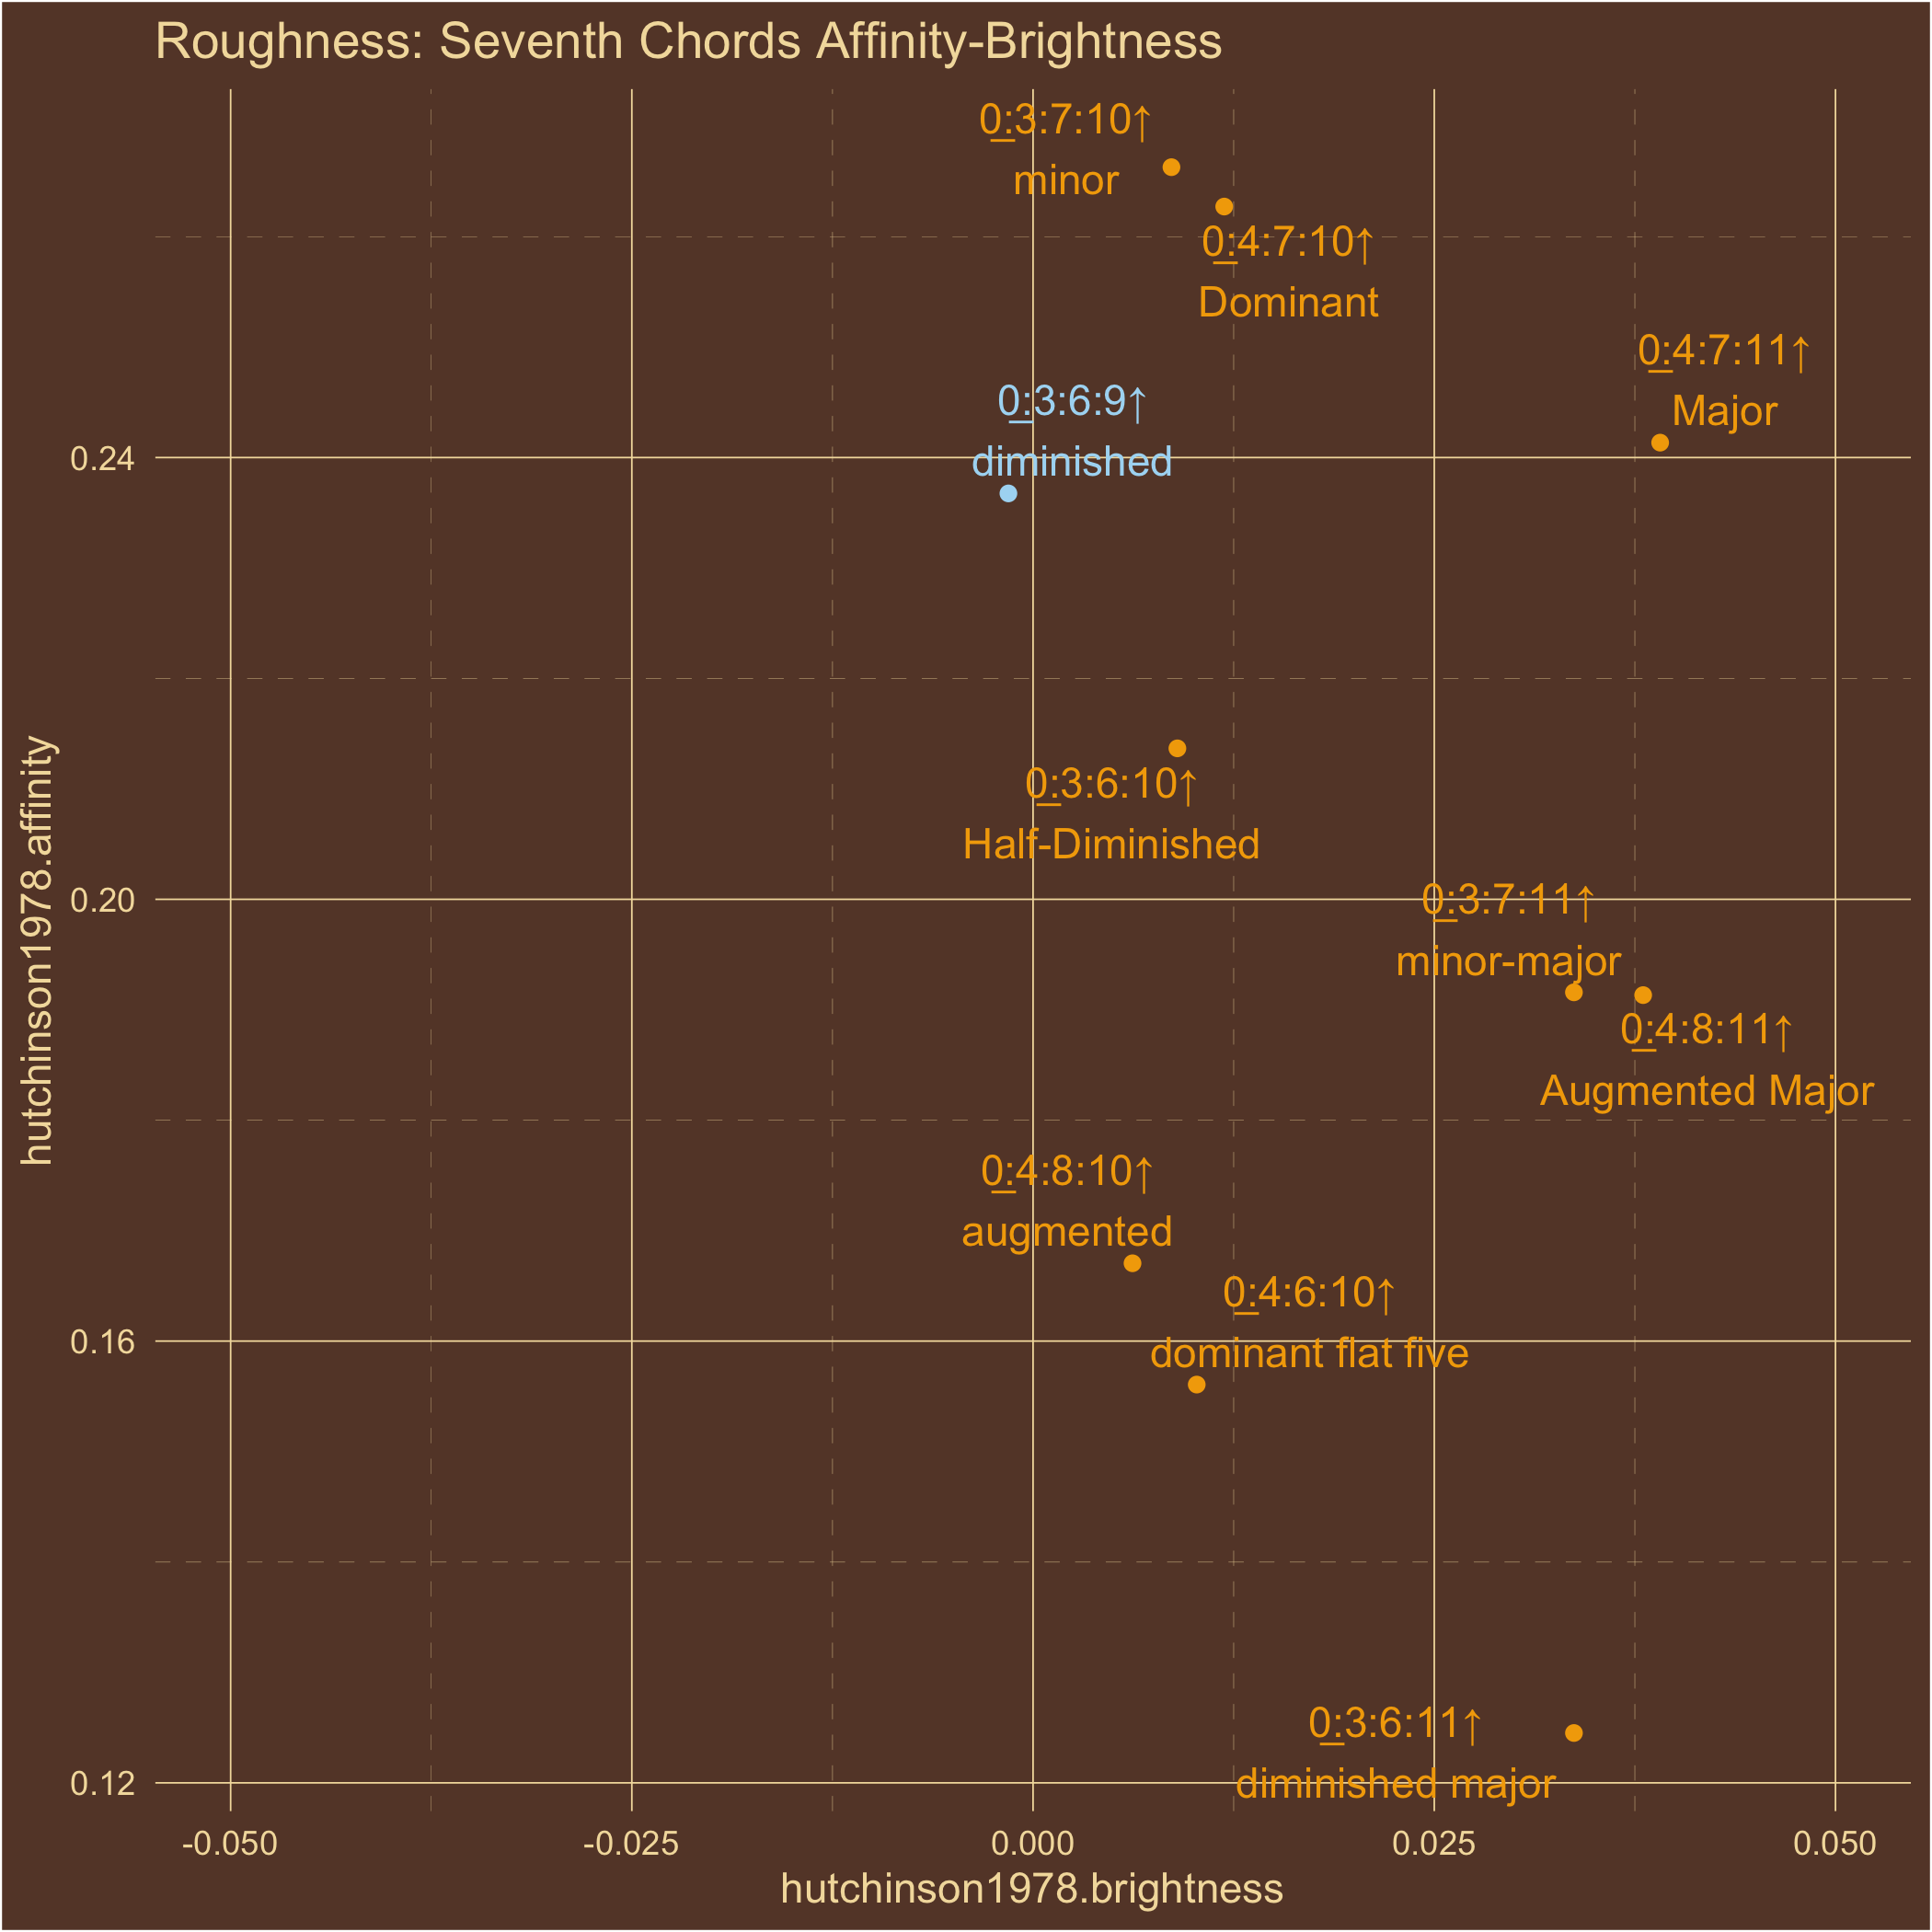 Roughness: Seventh Chords Affinity-Brightness
0:3:7:10↑
minor
0:4:7:10↑
Dominant
0:4:7:11↑
Major
0:3:6:9↑
diminished
0.24
0:3:6:10↑
Half-Diminished
0:3:7:11↑
0.20
minor-major
0:4:8:11↑
Augmented Major
hutchinson1978.affinity
0:4:8:10↑
augmented
0:4:6:10↑
dominant flat five
0.16
0:3:6:11↑
diminished major
0.12
-0.050 -0.025 0.000 0.025 0.050
hutchinson1978.brightness